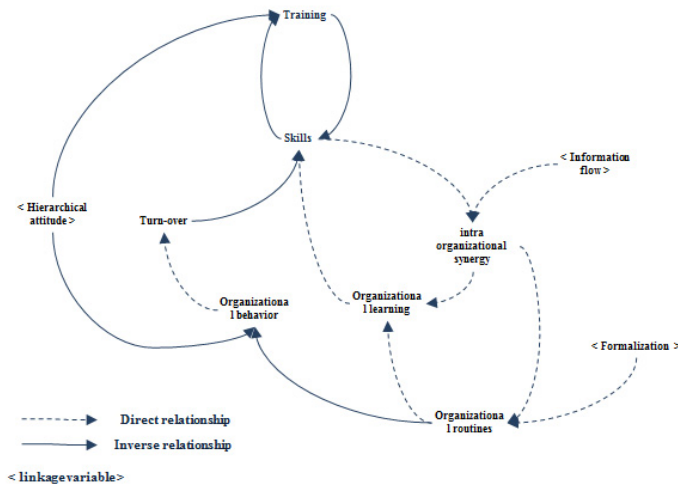 Training
Skills
< Information
flow >
< Hierarchical
attitude >
Turn-over
intra
organizational
synergy
Organizationa
l behavior
Organizationa
l learning
< Formalization >
Organizationa
l routines
Direct relationship
Inverse relationship
< linkagevariable>